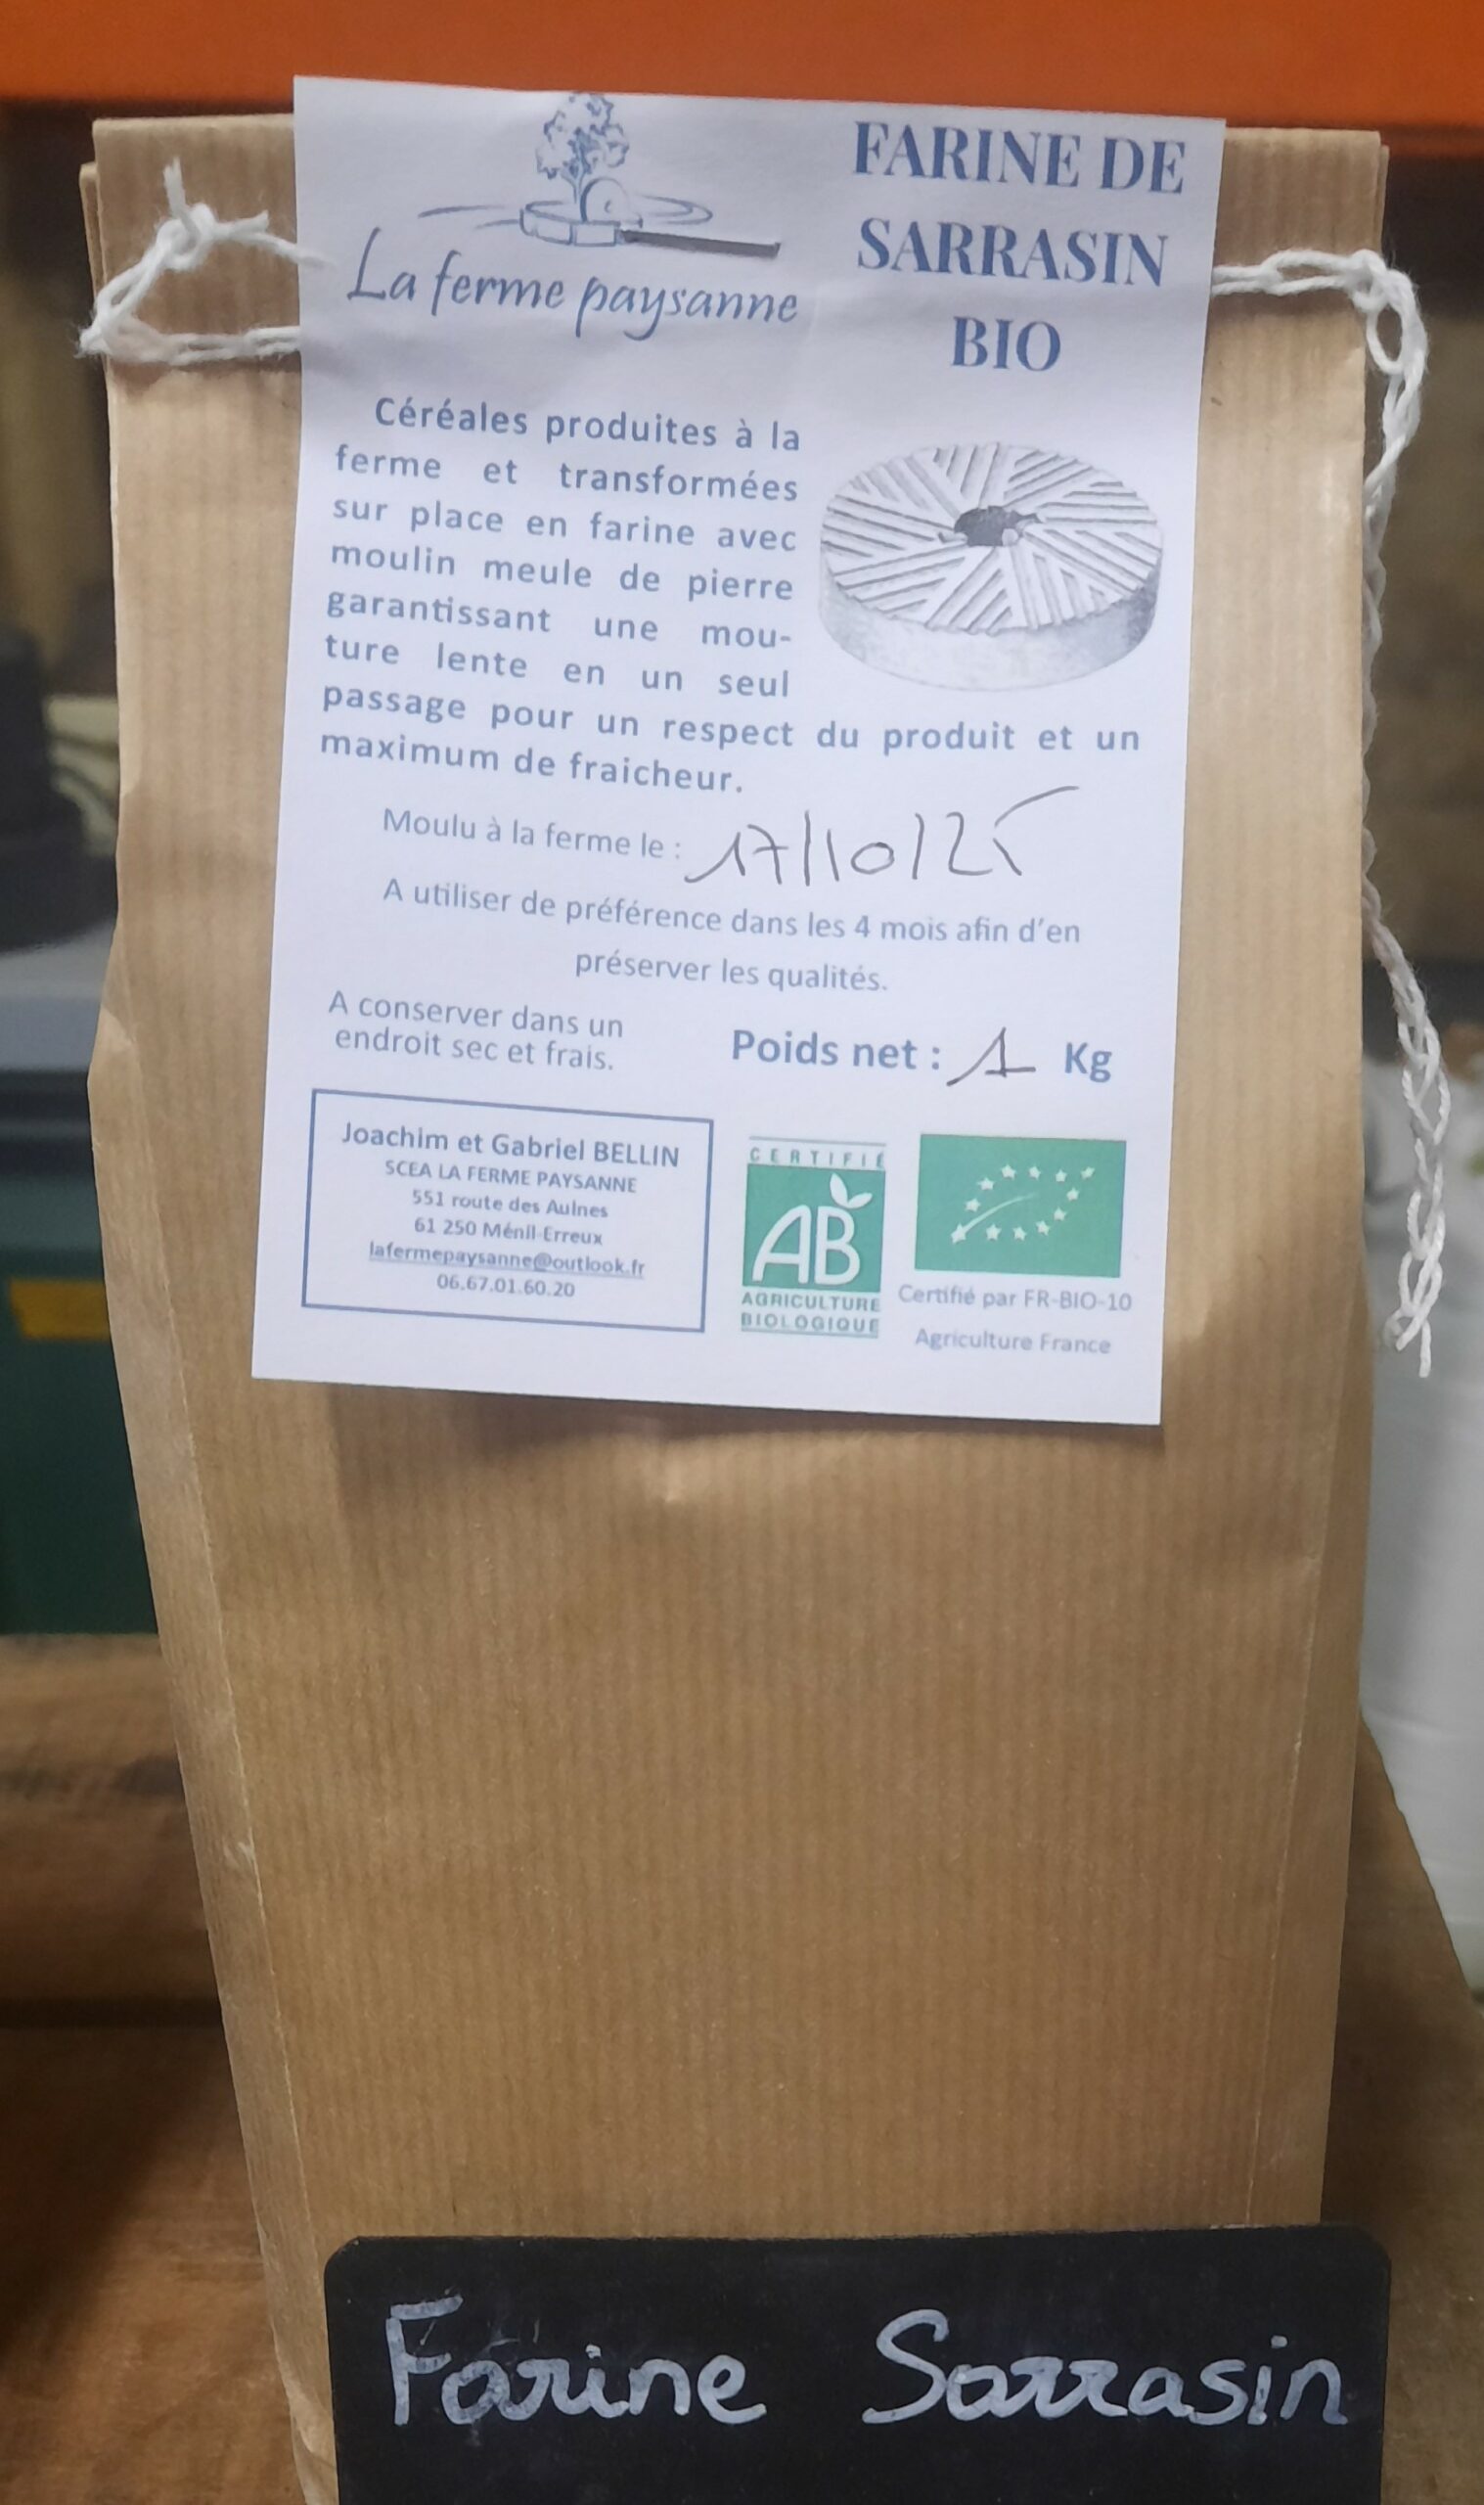 La ferme paysanne
FARINE DE
SARRASIN
BIO
Céréales produites à la
ferme et transformées
sur place en farine avec
moulin meule de pierre
garantissant une mou-
ture lente en un seul
passage pour un respect du produit et un
maximum de fraicheur.
Moulu à la ferme le : 17/10/25
A utiliser de préférence dans les 4 mois afin d'en
préserver les qualités.
A conserver dans un
endroit sec et frais.
Poids net : 1 Kg
Joachim et Gabriel BELLIN
SCEA LA FERME PAYSANNE
551 route des Aulnes
61 250 Ménil-Erreux
lafermepaysanne@outlook.fr
06.67.01.60.20
CERTIFIÉ
AB
AGRICULTURE
BIOLOGIQUE
Certifié par FR-BIO-10
Agriculture France
Farine Sarrasin